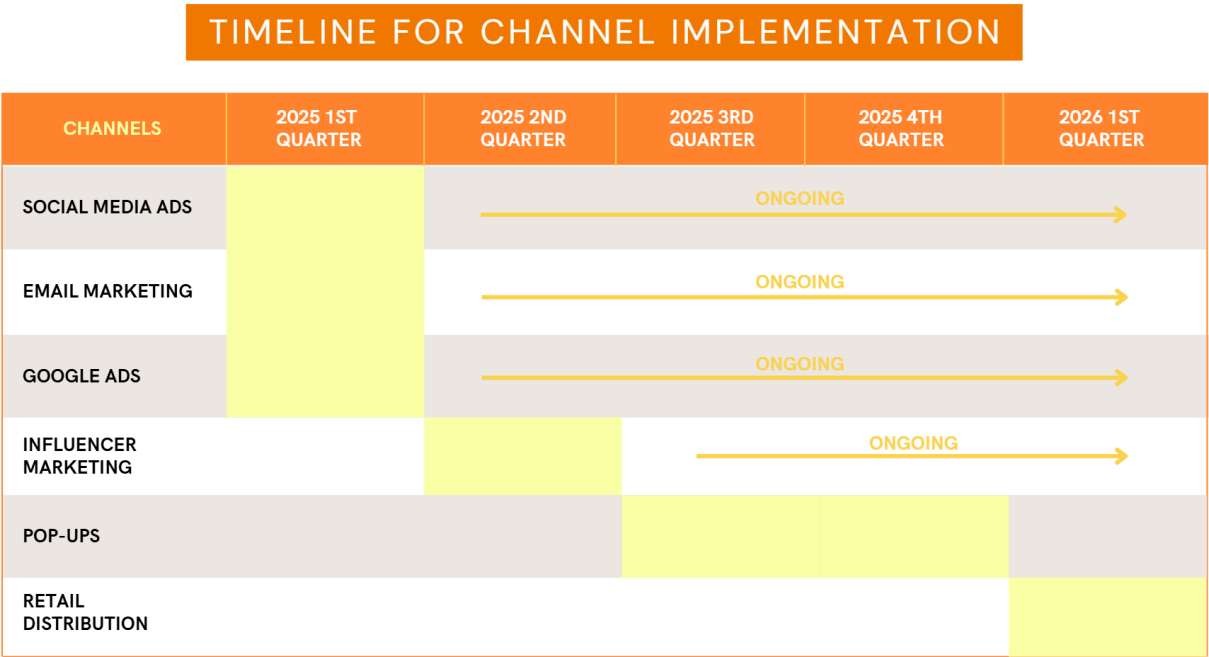 TIMELINE FOR CHANNEL IMPLEMENTATION
CHANNELS
2025 1ST
QUARTER
2025 2ND
QUARTER
2025 3RD
QUARTER
2025 4TH
QUARTER
2026 1ST
QUARTER
SOCIAL MEDIA ADS
ONGOING
EMAIL MARKETING
ONGOING
GOOGLE ADS
ONGOING
INFLUENCER
MARKETING
ONGOING
POP-UPS
RETAIL
DISTRIBUTION